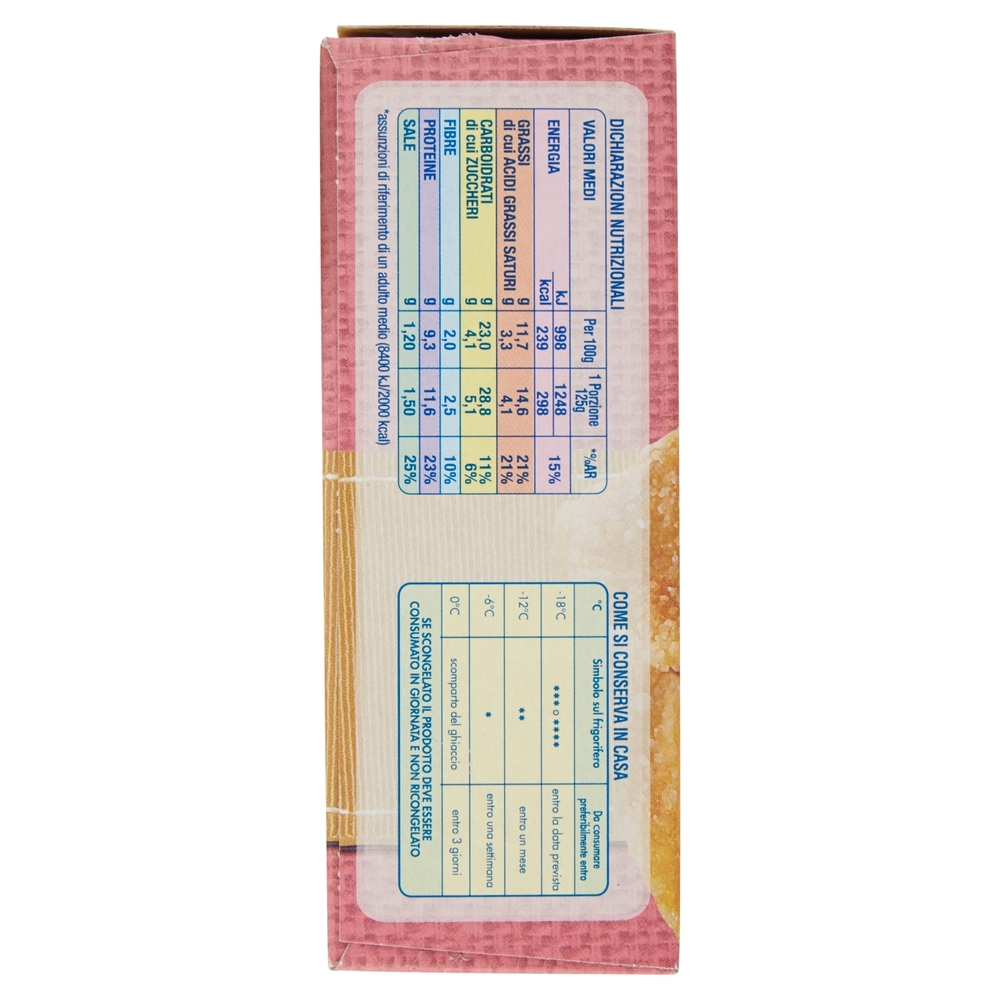 DICHIARAZIONI NUTRIZIONALI
VALORI MEDI Per 100g 1 Porzione 125g *%AR
ENERGIA kJ 998 1248
kcal 239 298 15%
GRASSI g 11,7 14,6 21%
di cui ACIDI GRASSI SATURI g 3,3 4,1 21%
CARBOIDRATI g 23,0 28,8 11%
di cui ZUCCHERI g 4,1 5,1 6%
FIBRE g 2,0 2,5 10%
PROTEINE g 9,3 11,6 23%
SALE g 1,20 1,50 25%
*assunzioni di riferimento di un adulto medio (8400 kJ/2000 kcal)
COME SI CONSERVA IN CASA
°C Simbolo sul frigorifero Da consumare preferibilmente entro
-18°C *** o **** entro la data prevista
-12°C ** entro un mese
-6°C * entro una settimana
0°C scomparto del ghiaccio entro 3 giorni
SE SCONGELATO IL PRODOTTO DEVE ESSERE
CONSUMATO IN GIORNATA E NON RICONGELATO